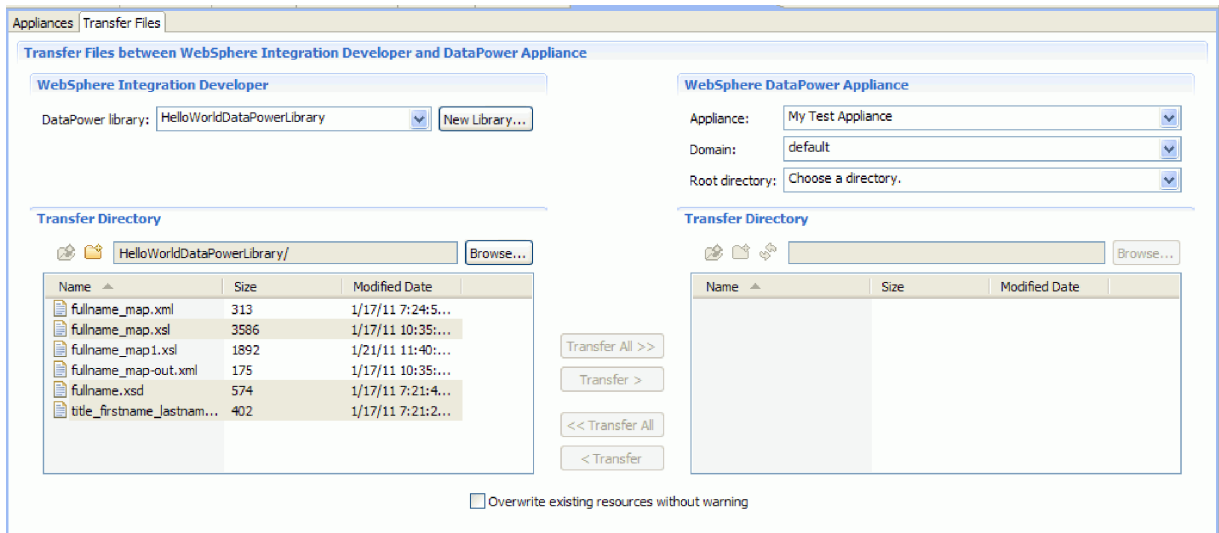 Appliances Transfer Files
Transfer Files between WebSphere Integration Developer and DataPower Appliance
WebSphere Integration Developer
DataPower library: HelloWorldDataPowerLibrary New Library...
WebSphere DataPower Appliance
Appliance: My Test Appliance
Domain: default
Root directory: Choose a directory.
Transfer Directory
HelloWorldDataPowerLibrary/ Browse...
Name Size Modified Date
fullname_map.xml 313 1/17/11 7:24:5...
fullname_map.xsl 3586 1/17/11 10:35:...
fullname_map1.xsl 1892 1/21/11 11:40:...
fullname_map-out.xml 175 1/17/11 10:35:...
fullname.xsd 574 1/17/11 7:21:4...
title_firstname_lastnam... 402 1/17/11 7:21:2...
Transfer All >>
Transfer >
<< Transfer All
< Transfer
Transfer Directory
Browse...
Name Size Modified Date
Overwrite existing resources without warning